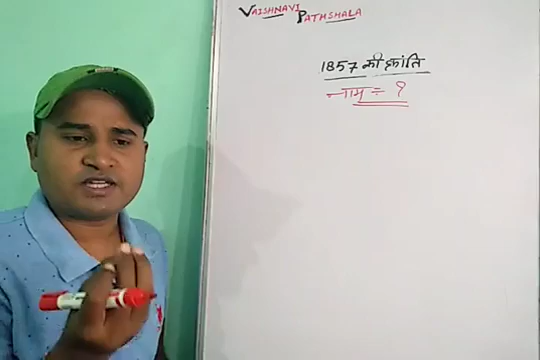 VAISHNAVI
PATHSHALA
1857 की क्रांति
नाम = ?